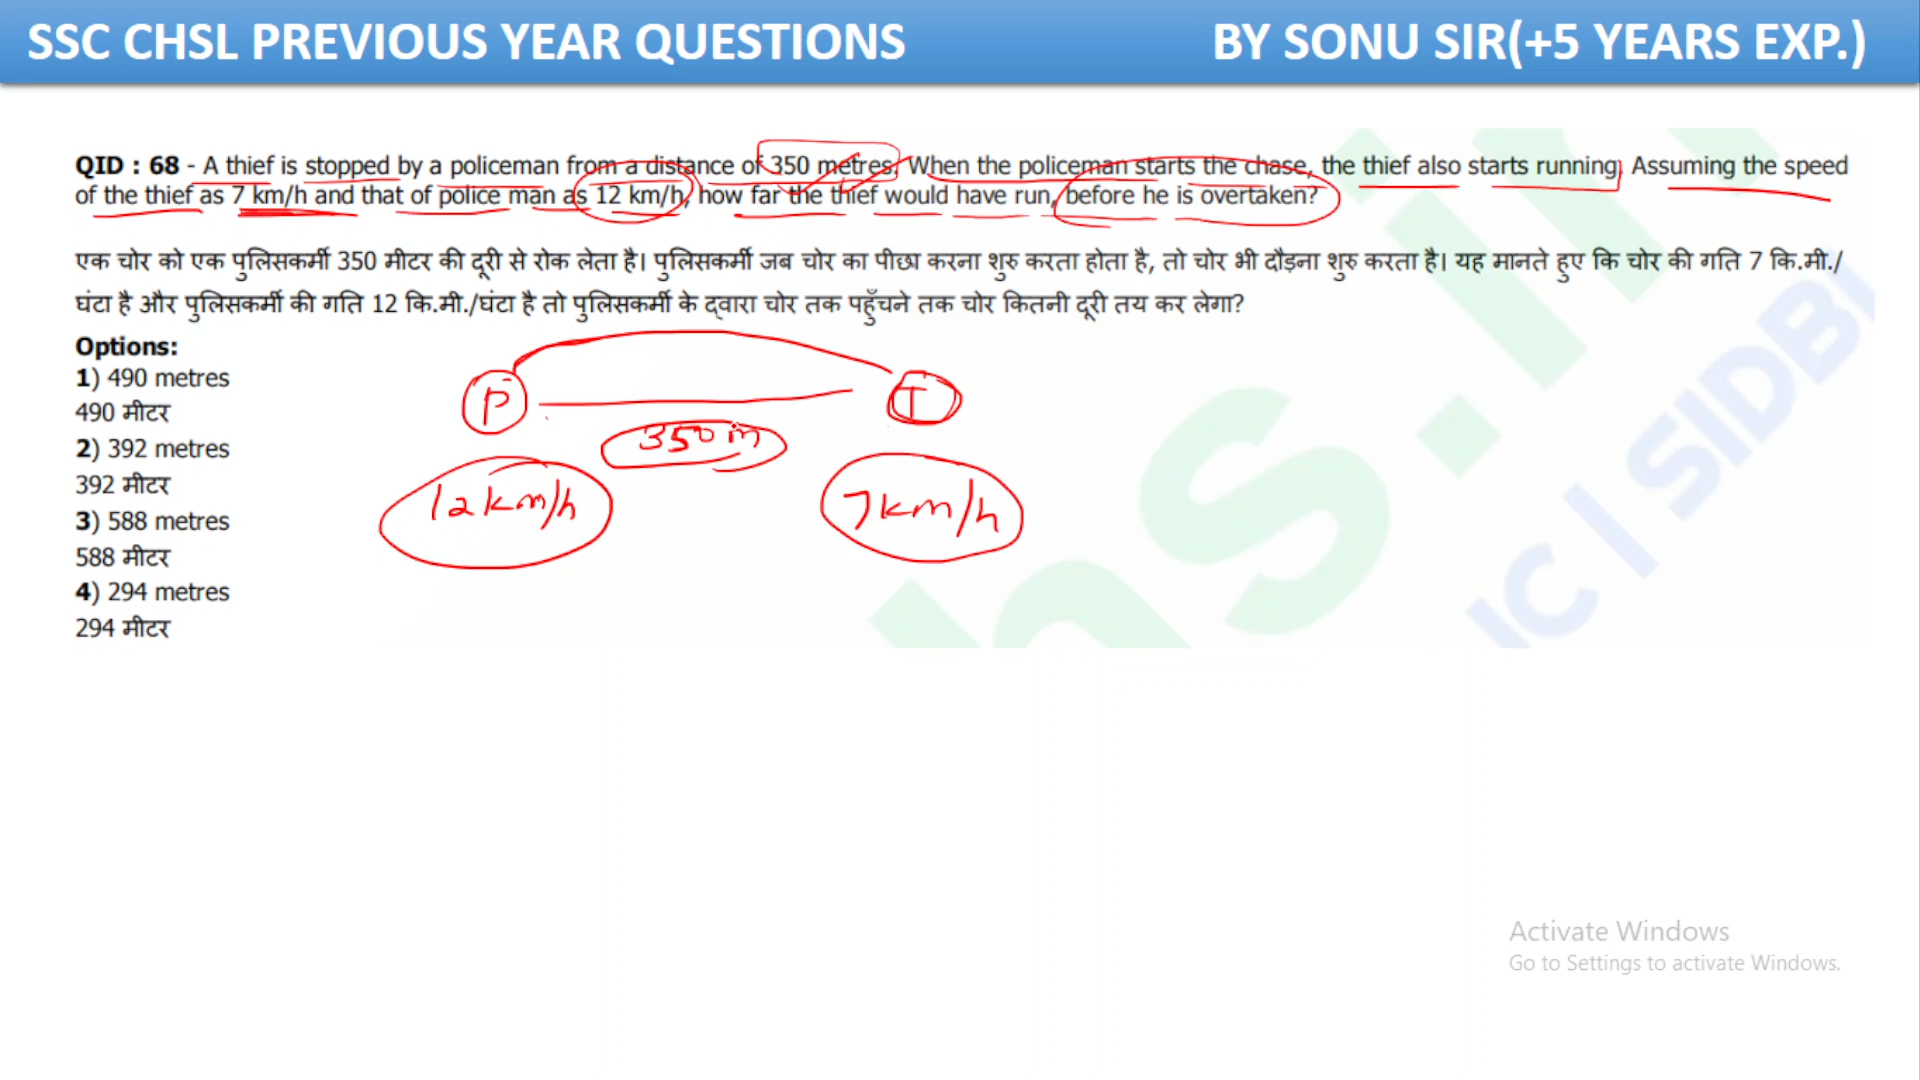 SSC CHSL PREVIOUS YEAR QUESTIONS BY SONU SIR(+5 YEARS EXP.)
QID : 68 - A thief is stopped by a policeman from a distance of 350 metres. When the policeman starts the chase, the thief also starts running. Assuming the speed
of the thief as 7 km/h and that of police man as 12 km/h, how far the thief would have run, before he is overtaken?
एक चोर को एक पुलिसकर्मी 350 मीटर की दूरी से रोक लेता है। पुलिसकर्मी जब चोर का पीछा करना शुरु करता होता है, तो चोर भी दौड़ना शुरु करता है। यह मानते हुए कि चोर की गति 7 कि.मी./
घंटा है और पुलिसकर्मी की गति 12 कि.मी./घंटा है तो पुलिसकर्मी के द्वारा चोर तक पहुँचने तक चोर कितनी दूरी तय कर लेगा?
Options:
1) 490 metres
490 मीटर
2) 392 metres
392 मीटर
3) 588 metres
588 मीटर
4) 294 metres
294 मीटर
P T
350 m
12 km/h 7 km/h
ns.in
IC | SIDBI
Activate Windows
Go to Settings to activate Windows.